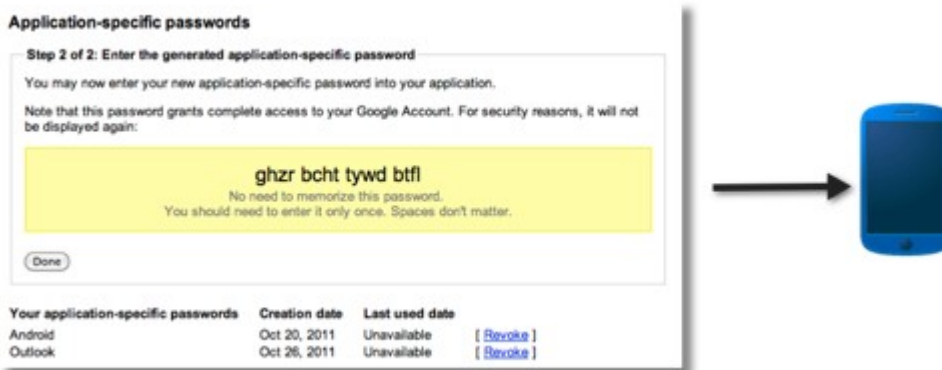 Application-specific passwords
Step 2 of 2: Enter the generated application-specific password
You may now enter your new application-specific password into your application.
Note that this password grants complete access to your Google Account. For security reasons, it will not
be displayed again:
ghzr bcht tywd btfl
No need to memorize this password.
You should need to enter it only once. Spaces don't matter.
Done
Your application-specific passwords Creation date Last used date
Android Oct 20, 2011 Unavailable [ Revoke ]
Outlook Oct 26, 2011 Unavailable [ Revoke ]